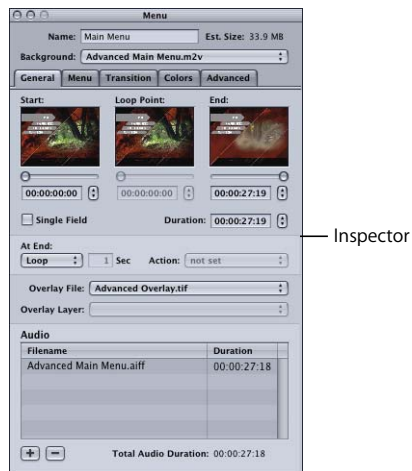 Menu
Name: Main Menu Est. Size: 33.9 MB
Background: Advanced Main Menu.m2v
General Menu Transition Colors Advanced
Start: Loop Point: End:
00:00:00:00 00:00:00:00 00:00:27:19
Single Field Duration: 00:00:27:19
Inspector
At End:
Loop 1 Sec Action: not set
Overlay File: Advanced Overlay.tif
Overlay Layer:
Audio
Filename Duration
Advanced Main Menu.aiff 00:00:27:18
+ − Total Audio Duration: 00:00:27:18